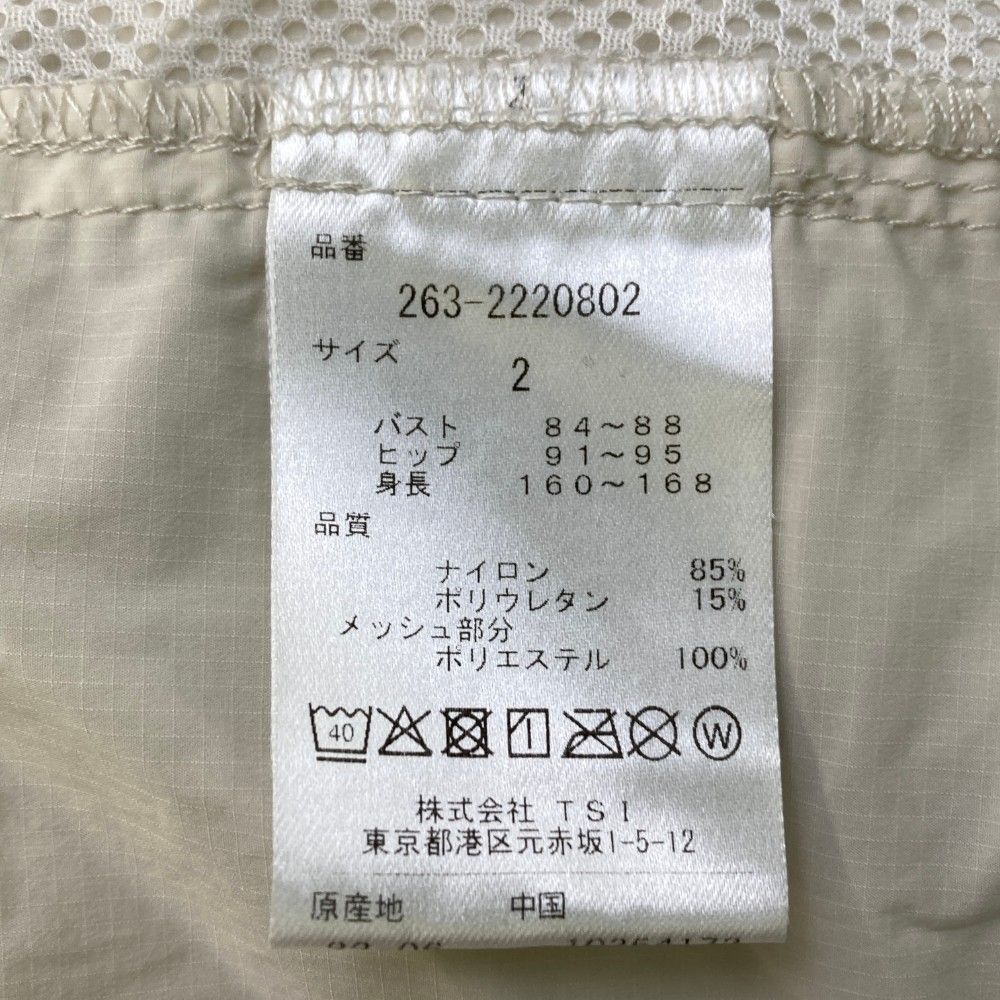 品番
263-2220802
サイズ
2
バスト 84～88
ヒップ 91～95
身長 160～168
品質
ナイロン 85%
ポリウレタン 15%
メッシュ部分
ポリエステル 100%
40 W
株式会社 TSI
東京都港区元赤坂1-5-12
原産地 中国